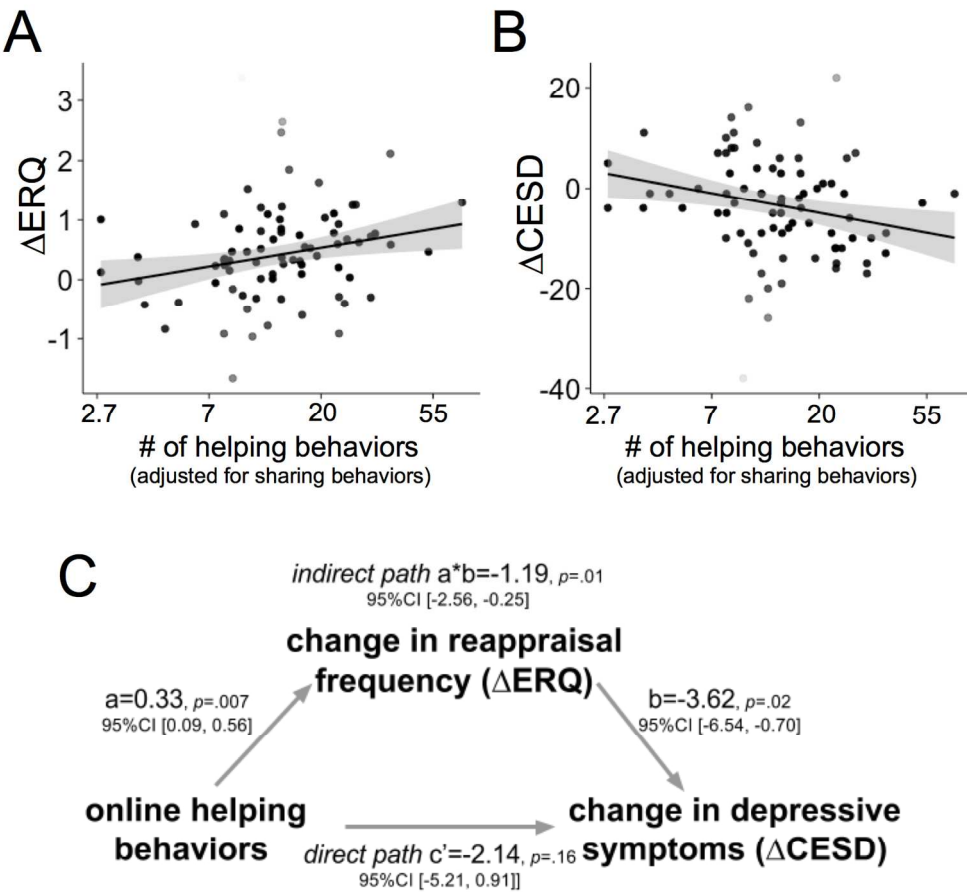 A
B
ΔERQ
3
2
1
0
-1
2.7
7
20
55
# of helping behaviors
(adjusted for sharing behaviors)
ΔCESD
20
0
-20
-40
2.7
7
20
55
# of helping behaviors
(adjusted for sharing behaviors)
C
indirect path a*b=-1.19, p=.01
95%CI [-2.56, -0.25]
change in reappraisal
frequency (ΔERQ)
a=0.33, p=.007
95%CI [0.09, 0.56]
b=-3.62, p=.02
95%CI [-6.54, -0.70]
online helping
behaviors
change in depressive
symptoms (ΔCESD)
direct path c'=-2.14, p=.16
95%CI [-5.21, 0.91]]